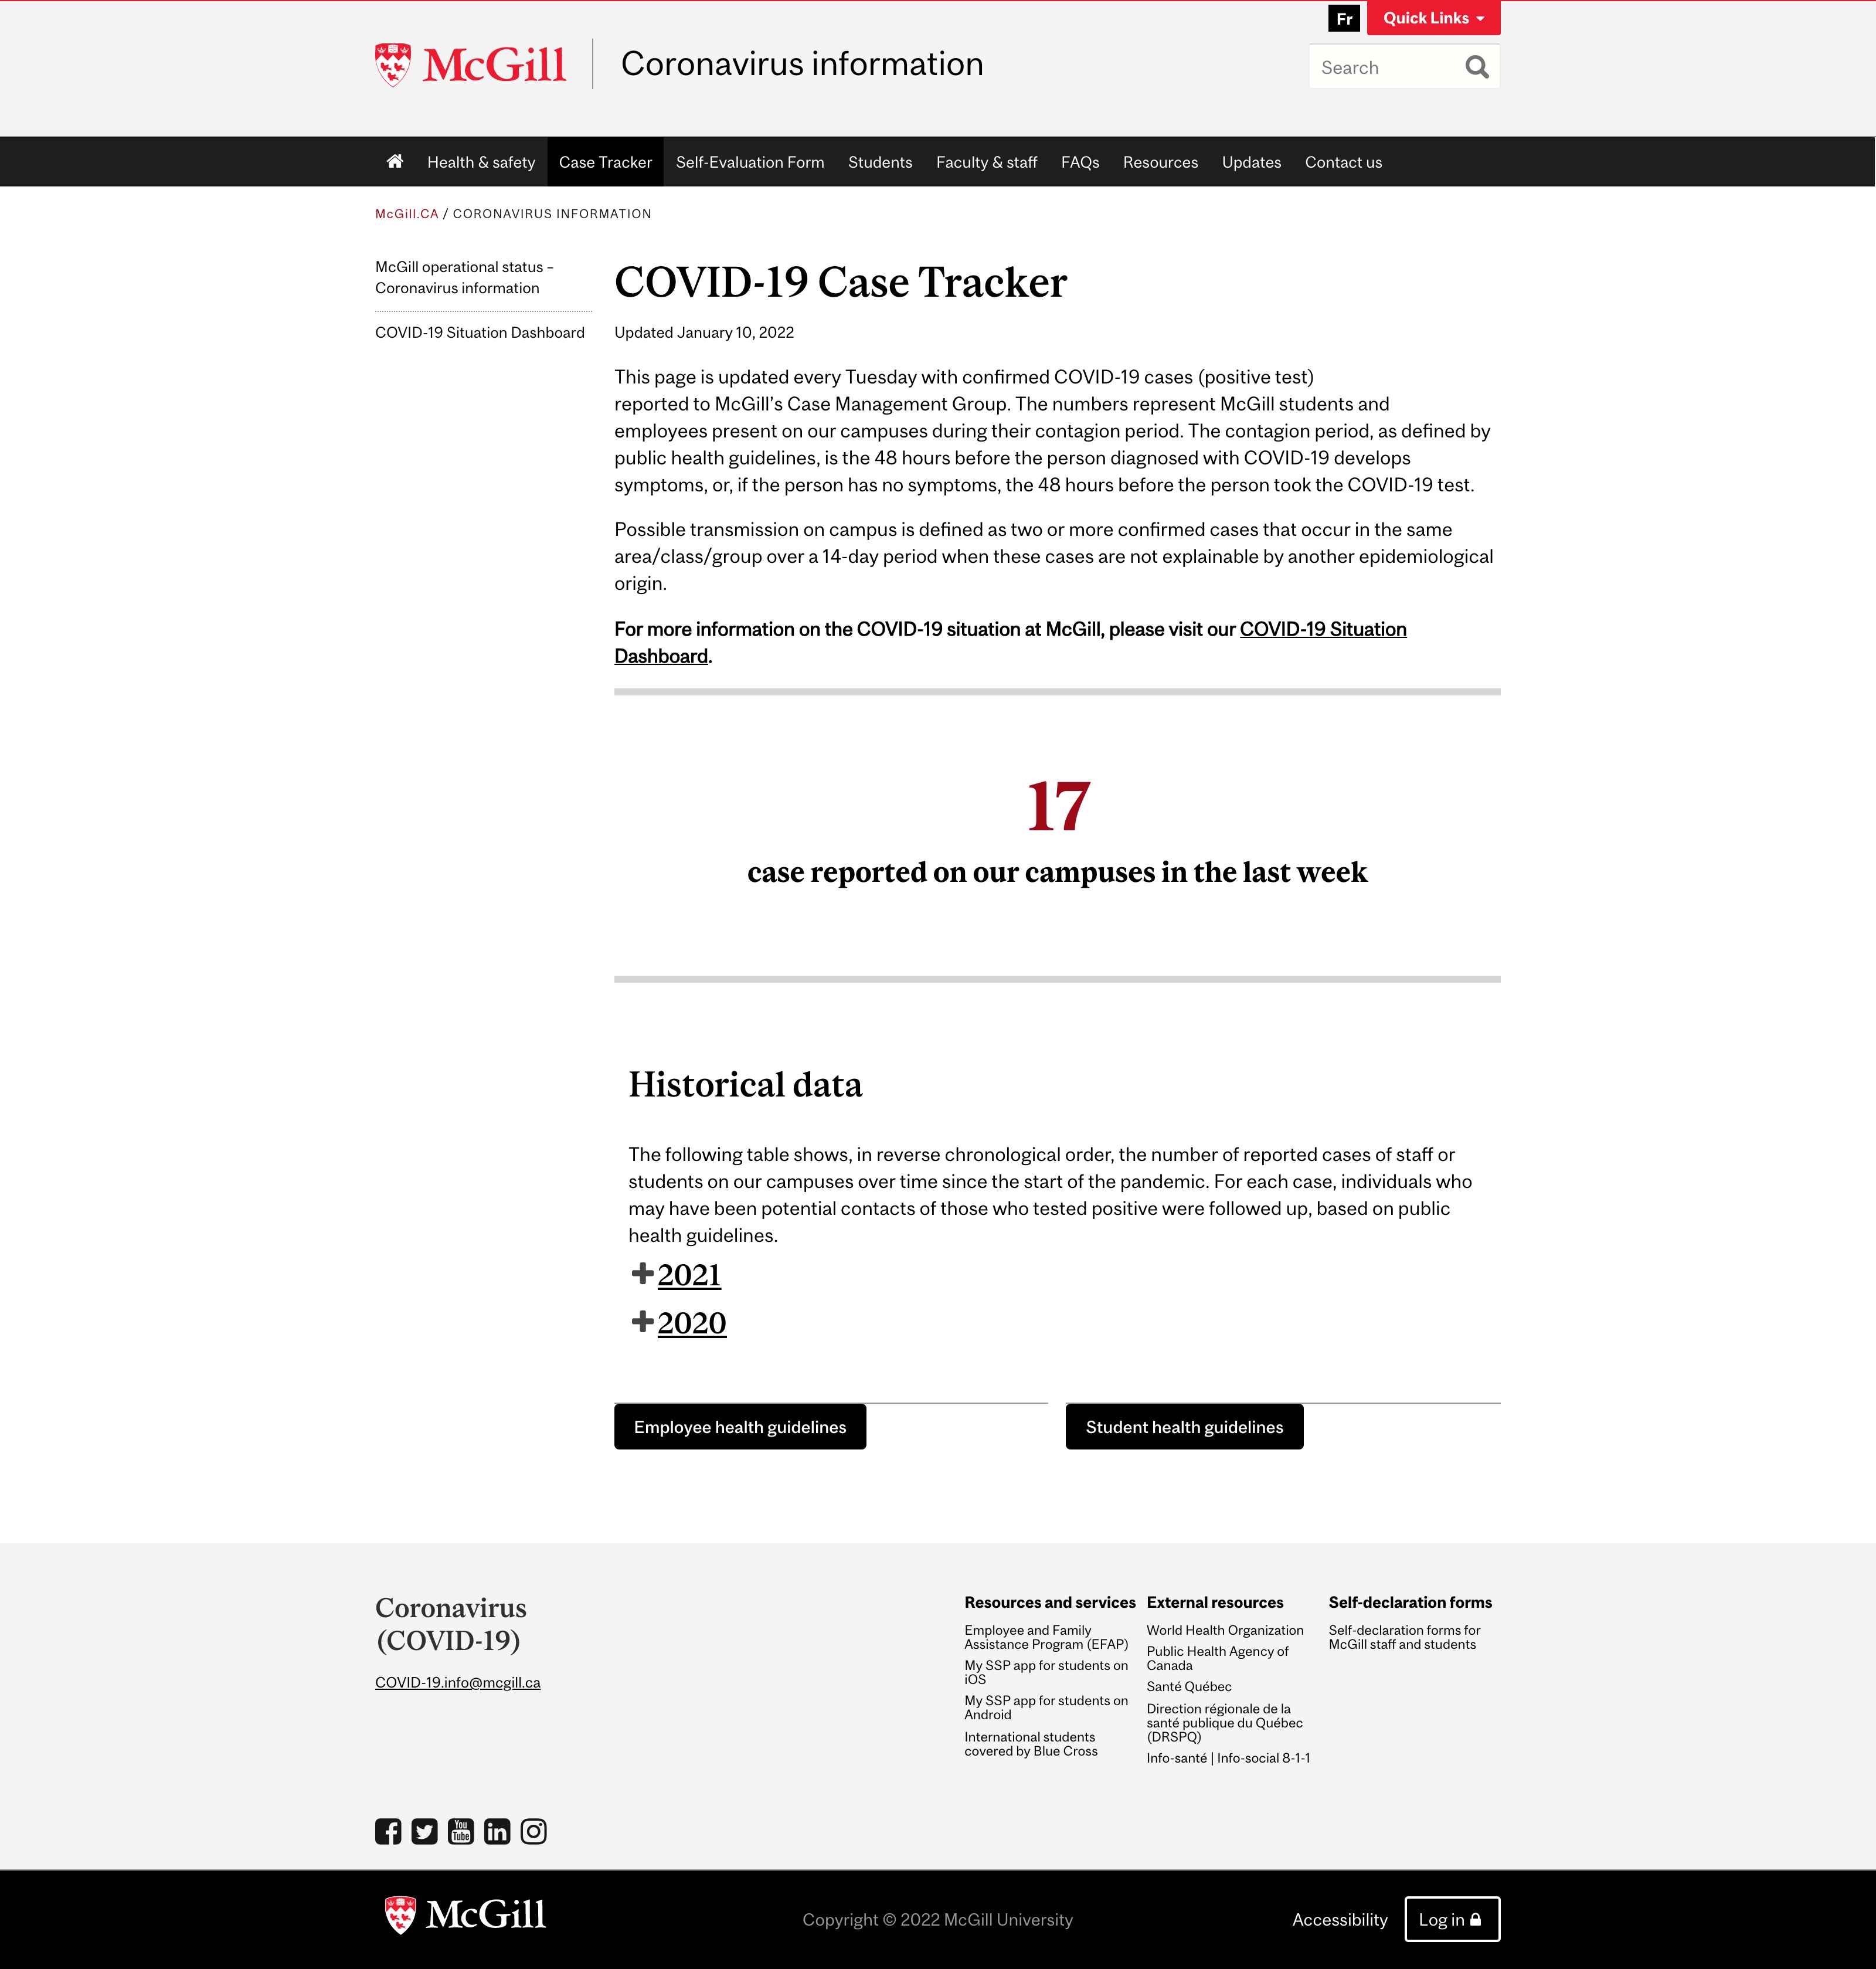 Fr
Quick Links
McGill
Coronavirus information
Search
Health & safety
Case Tracker
Self-Evaluation Form
Students
Faculty & staff
FAQs
Resources
Updates
Contact us
McGill.CA / CORONAVIRUS INFORMATION
McGill operational status –
Coronavirus information
COVID-19 Situation Dashboard
COVID-19 Case Tracker
Updated January 10, 2022
This page is updated every Tuesday with confirmed COVID-19 cases (positive test)
reported to McGill's Case Management Group. The numbers represent McGill students and
employees present on our campuses during their contagion period. The contagion period, as defined by
public health guidelines, is the 48 hours before the person diagnosed with COVID-19 develops
symptoms, or, if the person has no symptoms, the 48 hours before the person took the COVID-19 test.
Possible transmission on campus is defined as two or more confirmed cases that occur in the same
area/class/group over a 14-day period when these cases are not explainable by another epidemiological
origin.
For more information on the COVID-19 situation at McGill, please visit our COVID-19 Situation
Dashboard.
17
case reported on our campuses in the last week
Historical data
The following table shows, in reverse chronological order, the number of reported cases of staff or
students on our campuses over time since the start of the pandemic. For each case, individuals who
may have been potential contacts of those who tested positive were followed up, based on public
health guidelines.
2021
2020
Employee health guidelines
Student health guidelines
Coronavirus
(COVID-19)
COVID-19.info@mcgill.ca
Resources and services
Employee and Family
Assistance Program (EFAP)
My SSP app for students on
iOS
My SSP app for students on
Android
International students
covered by Blue Cross
External resources
World Health Organization
Public Health Agency of
Canada
Santé Québec
Direction régionale de la
santé publique du Québec
(DRSPQ)
Info-santé | Info-social 8-1-1
Self-declaration forms
Self-declaration forms for
McGill staff and students
You
Tube
in
McGill
Copyright © 2022 McGill University
Accessibility
Log in